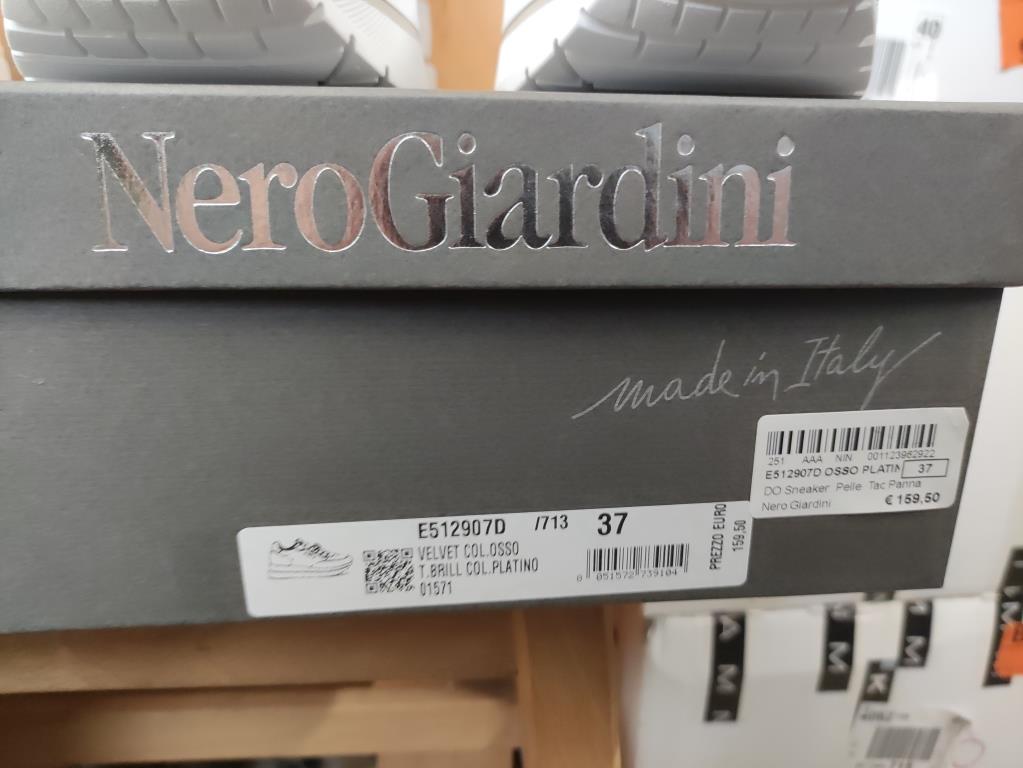 40
NeroGiardini
made in Italy
251 AAA NIN 001123962922
E512907D OSSO PLATIN 37
DO Sneaker Pelle Tac Panna
Nero Giardini € 159,50
E512907D /713 37
VELVET COL.OSSO
T.BRILL COL.PLATINO
01571
8 051572 739104
PREZZO EURO
159,50